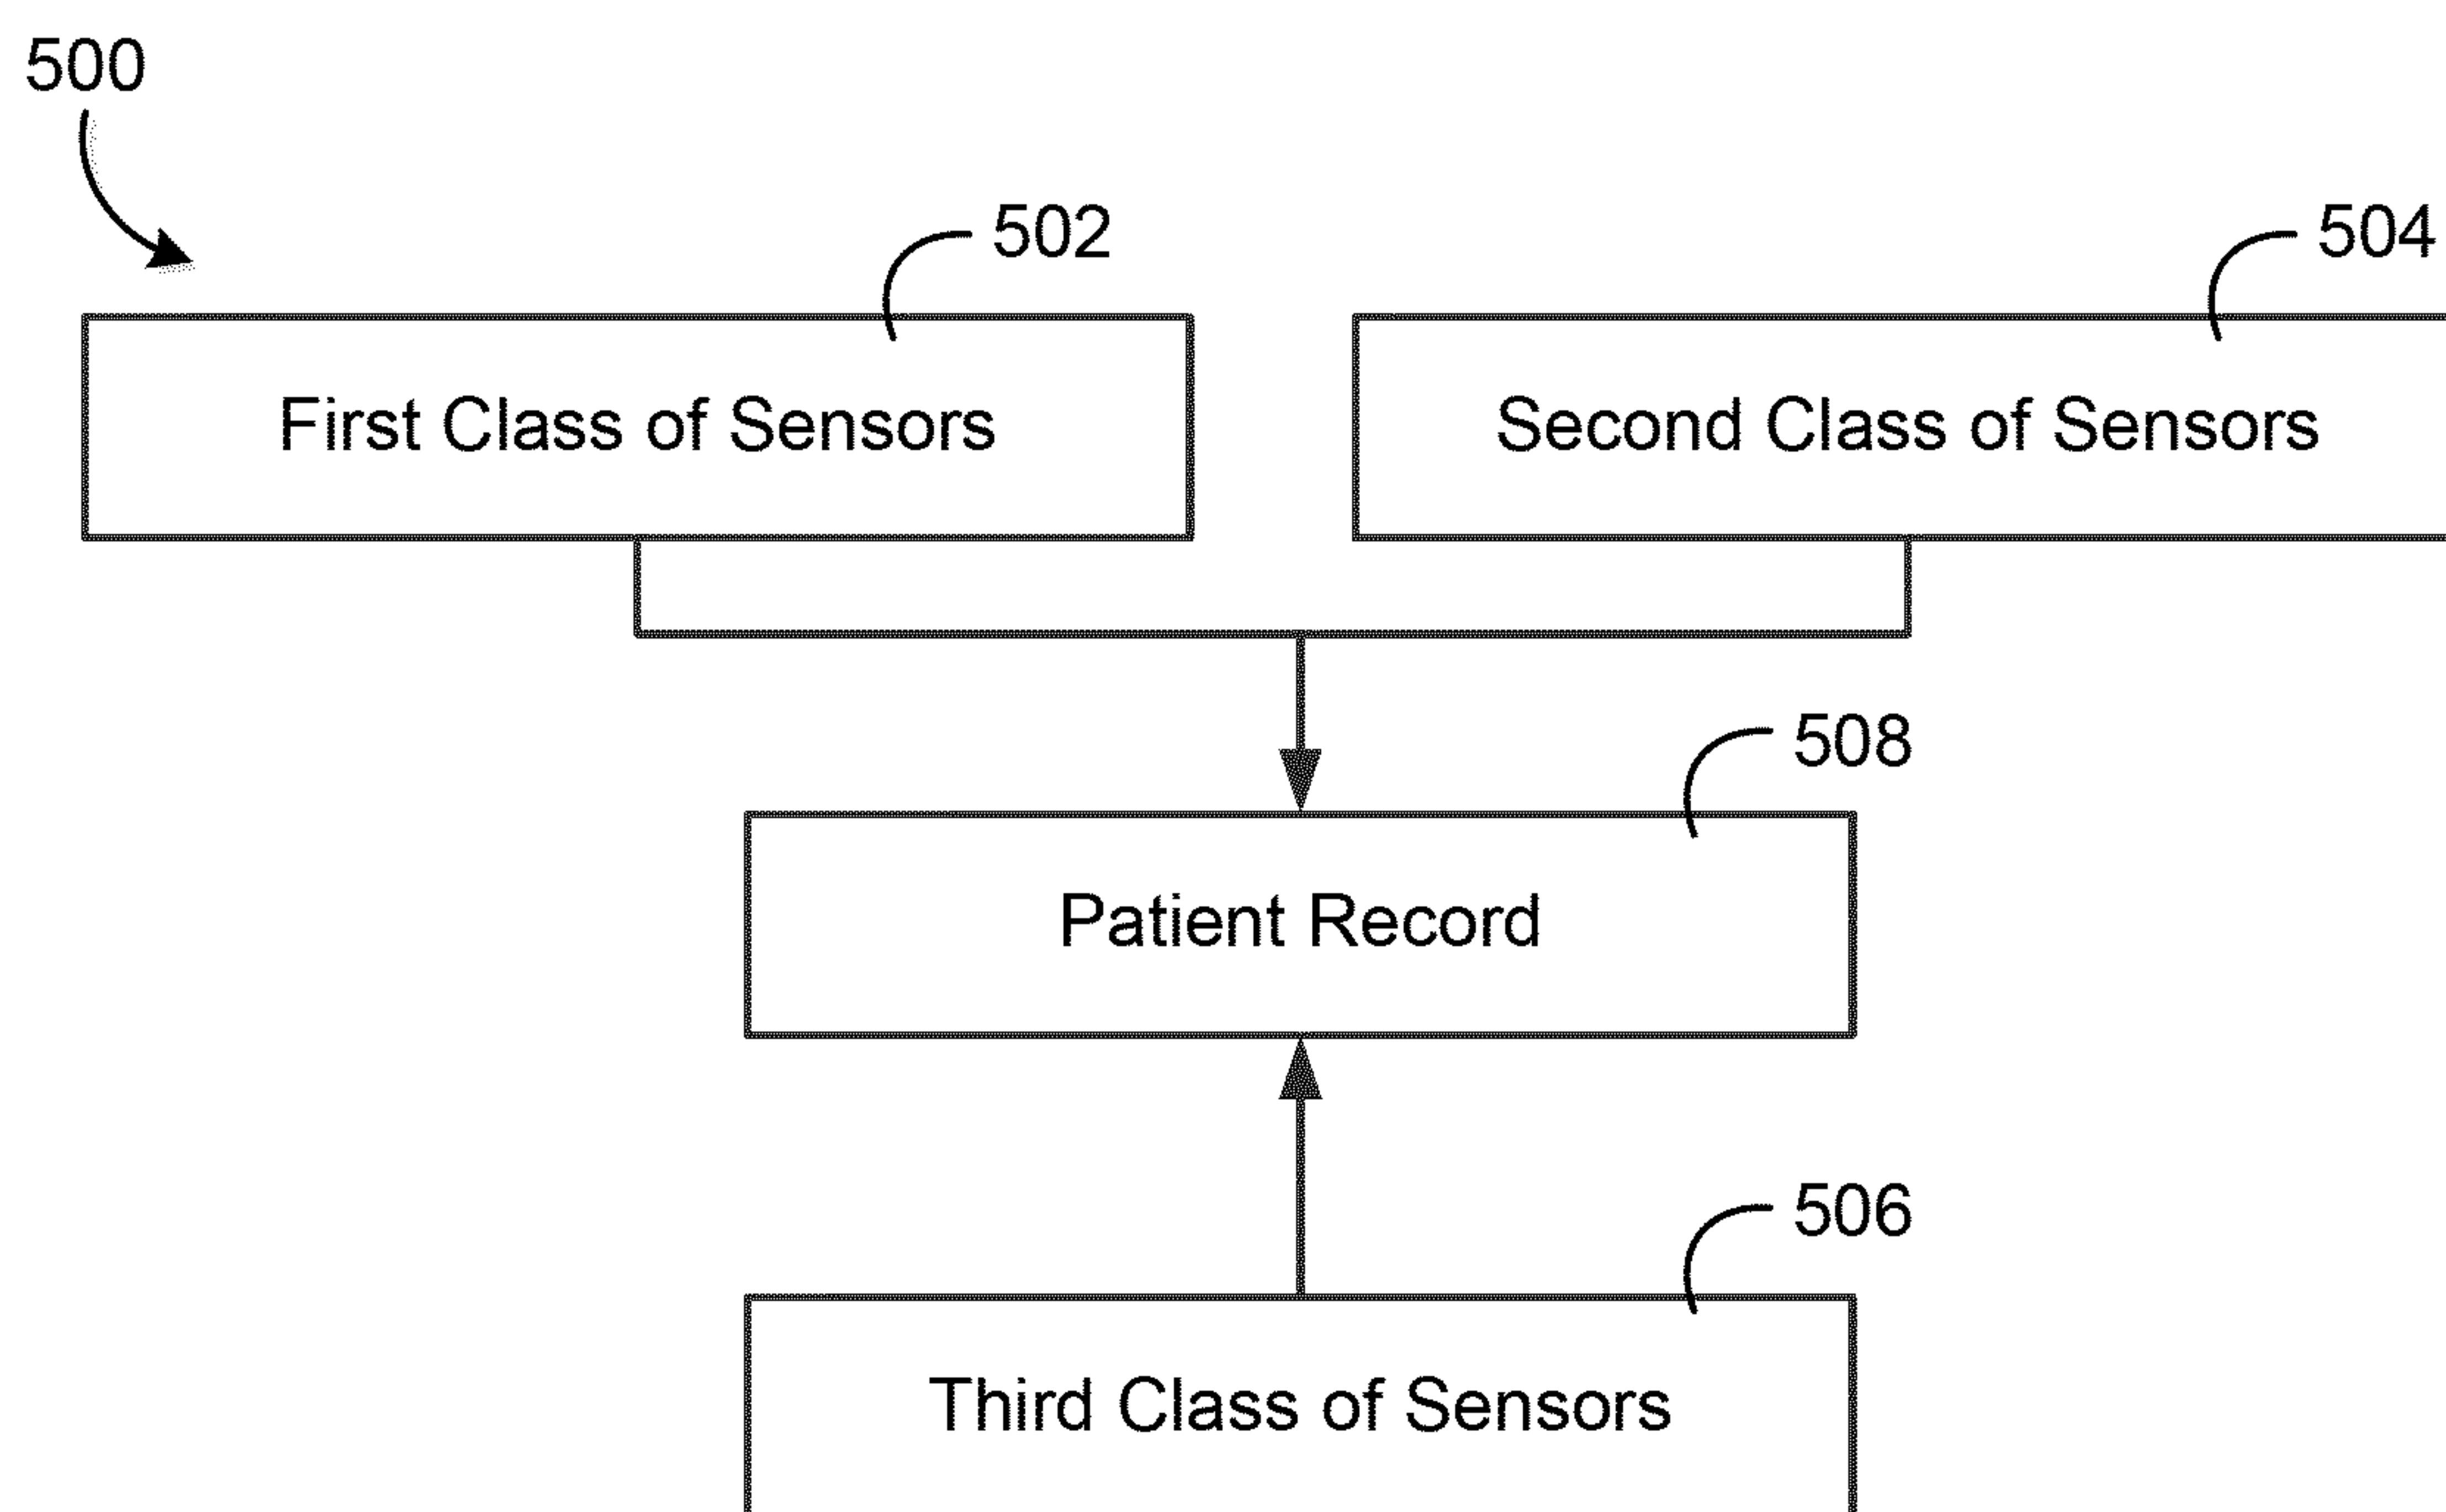 500
502
504
First Class of Sensors
Second Class of Sensors
508
Patient Record
506
Third Class of Sensors